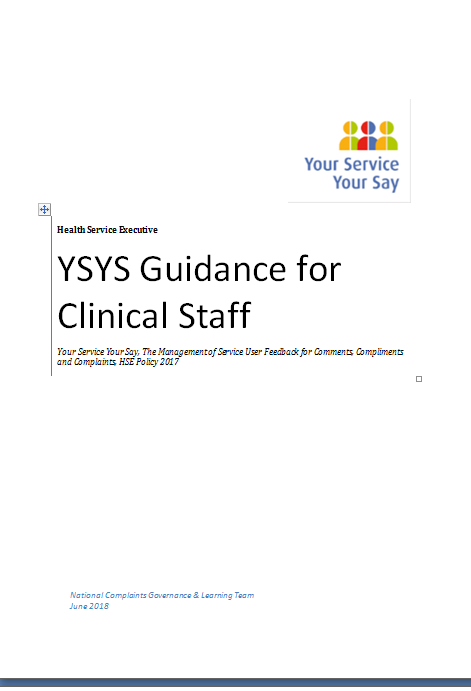 Your Service
Your Say
Health Service Executive
YSYS Guidance for
Clinical Staff
Your Service Your Say, The Management of Service User Feedback for Comments, Compliments
and Complaints, HSE Policy 2017
National Complaints Governance & Learning Team
June 2018